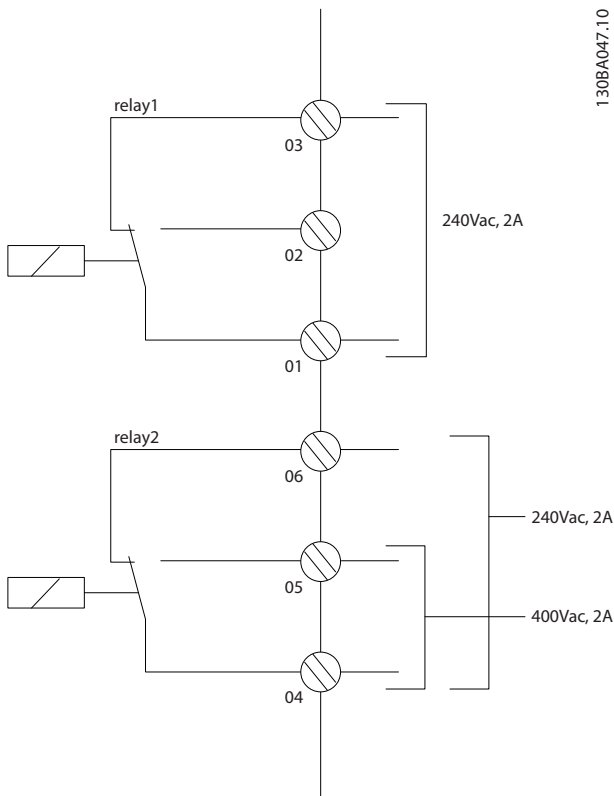 130BA047.10
relay1
03
240Vac, 2A
02
01
relay2
06
240Vac, 2A
05
400Vac, 2A
04